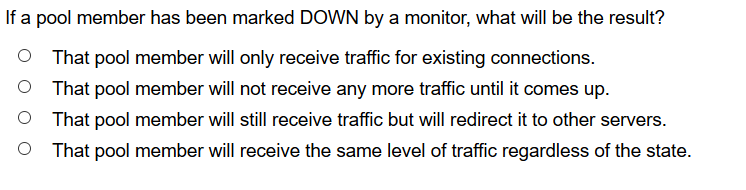 If a pool member has been marked DOWN by a monitor, what will be the result?
That pool member will only receive traffic for existing connections.
That pool member will not receive any more traffic until it comes up.
That pool member will still receive traffic but will redirect it to other servers.
That pool member will receive the same level of traffic regardless of the state.